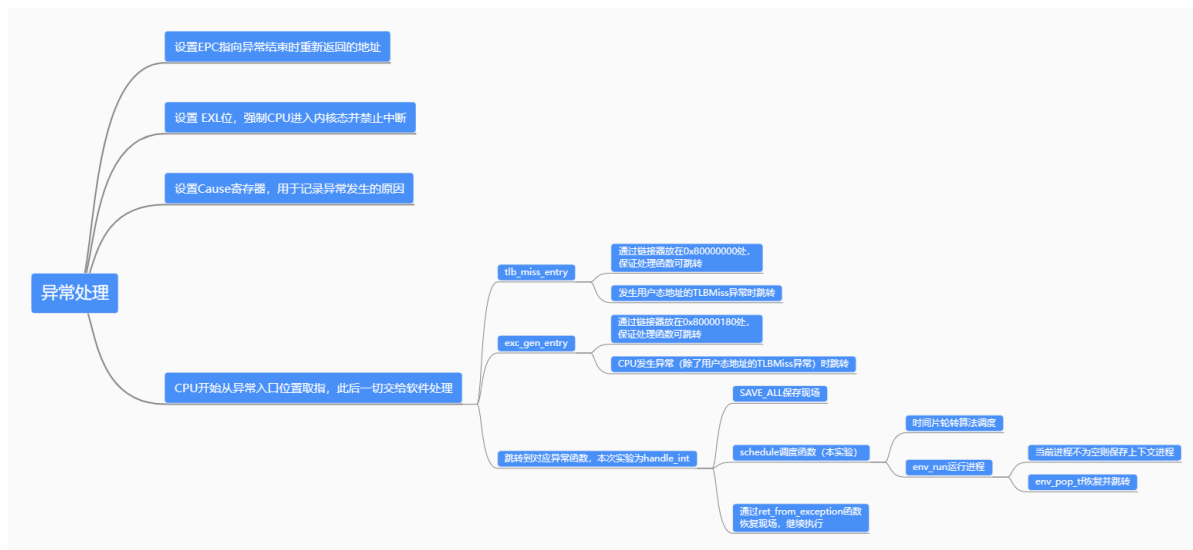 异常处理
设置EPC指向异常结束时重新返回的地址
设置 EXL位，强制CPU进入内核态并禁止中断
设置Cause寄存器，用于记录异常发生的原因
CPU开始从异常入口位置取指，此后一切交给软件处理
tlb_miss_entry
通过链接器放在0x80000000处，
保证处理函数可跳转
发生用户态地址的TLBMiss异常时跳转
exc_gen_entry
通过链接器放在0x80000180处，
保证处理函数可跳转
CPU发生异常（除了用户态地址的TLBMiss异常）时跳转
跳转到对应异常函数，本次实验为handle_int
SAVE_ALL保存现场
schedule调度函数（本实验）
时间片轮转算法调度
env_run运行进程
当前进程不为空则保存上下文进程
env_pop_tf恢复并跳转
通过ret_from_exception函数
恢复现场，继续执行